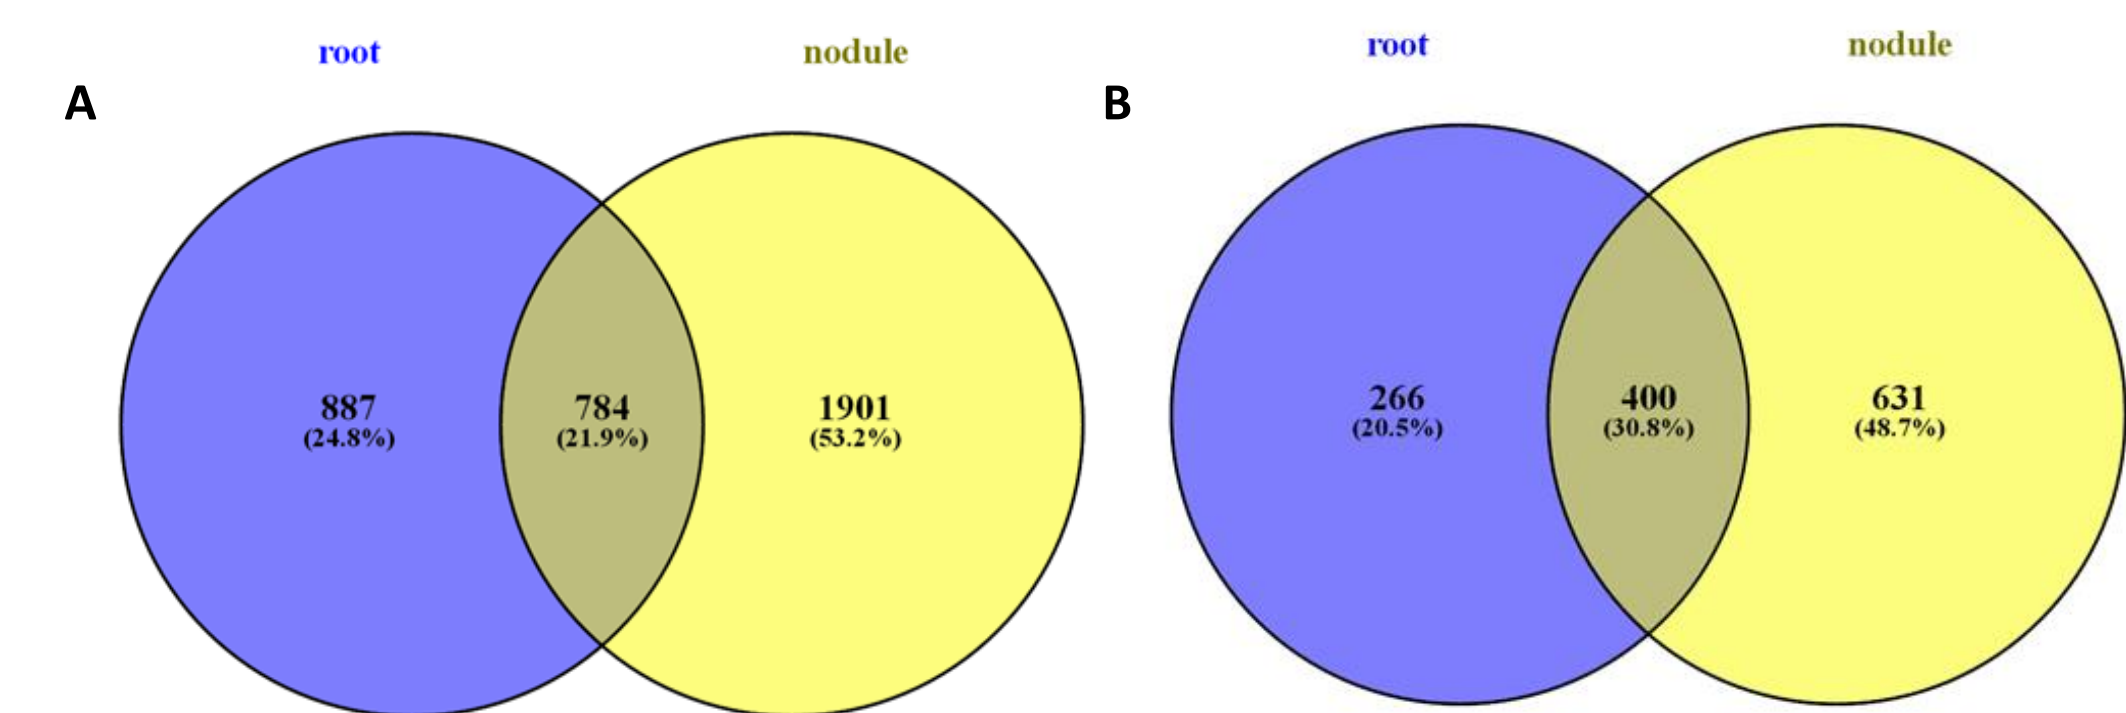 root
nodule
A
887
(24.8%)
784
(21.9%)
1901
(53.2%)
root
nodule
B
266
(20.5%)
400
(30.8%)
631
(48.7%)